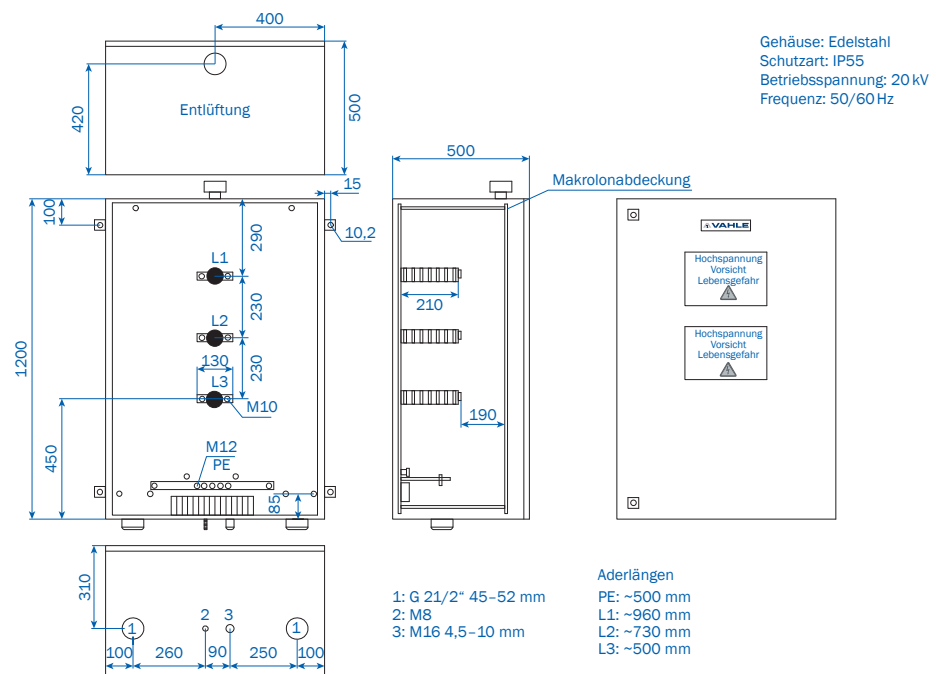 400
420
Entlüftung
500
Gehäuse: Edelstahl
Schutzart: IP55
Betriebsspannung: 20 kV
Frequenz: 50/60 Hz
100
15
10,2
290
L1
230
L2
230
130
L3
M10
1200
450
M12
PE
85
500
Makrolonabdeckung
210
190
VAHLE
Hochspannung
Vorsicht
Lebensgefahr
Hochspannung
Vorsicht
Lebensgefahr
310
1
2
3
1
100
260
90
250
100
1: G 21/2“ 45–52 mm
2: M8
3: M16 4,5–10 mm
Aderlängen
PE: ~500 mm
L1: ~960 mm
L2: ~730 mm
L3: ~500 mm